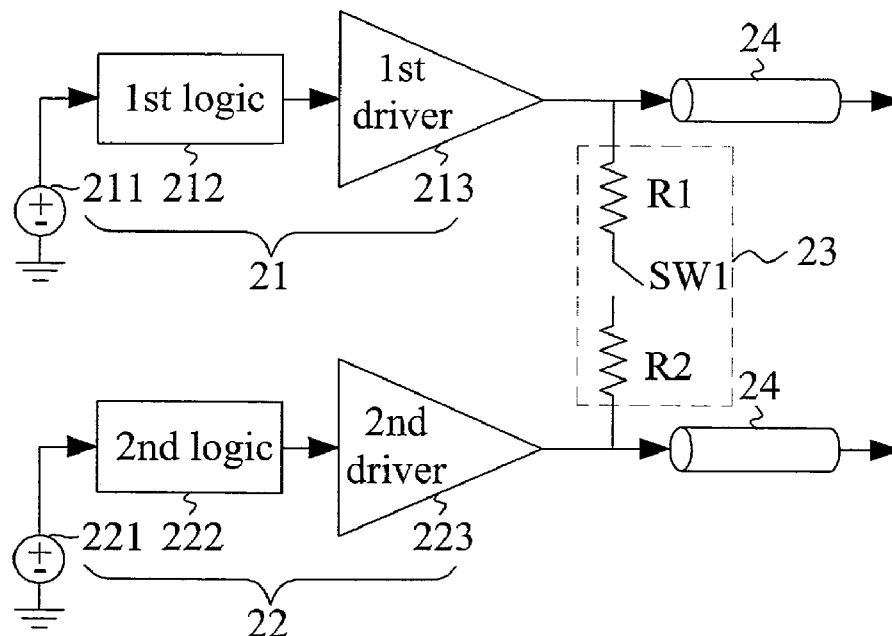 24
1st logic
1st
driver
211
212
213
R1
21
SW1
23
R2
24
2nd logic
2nd
driver
221
222
223
22